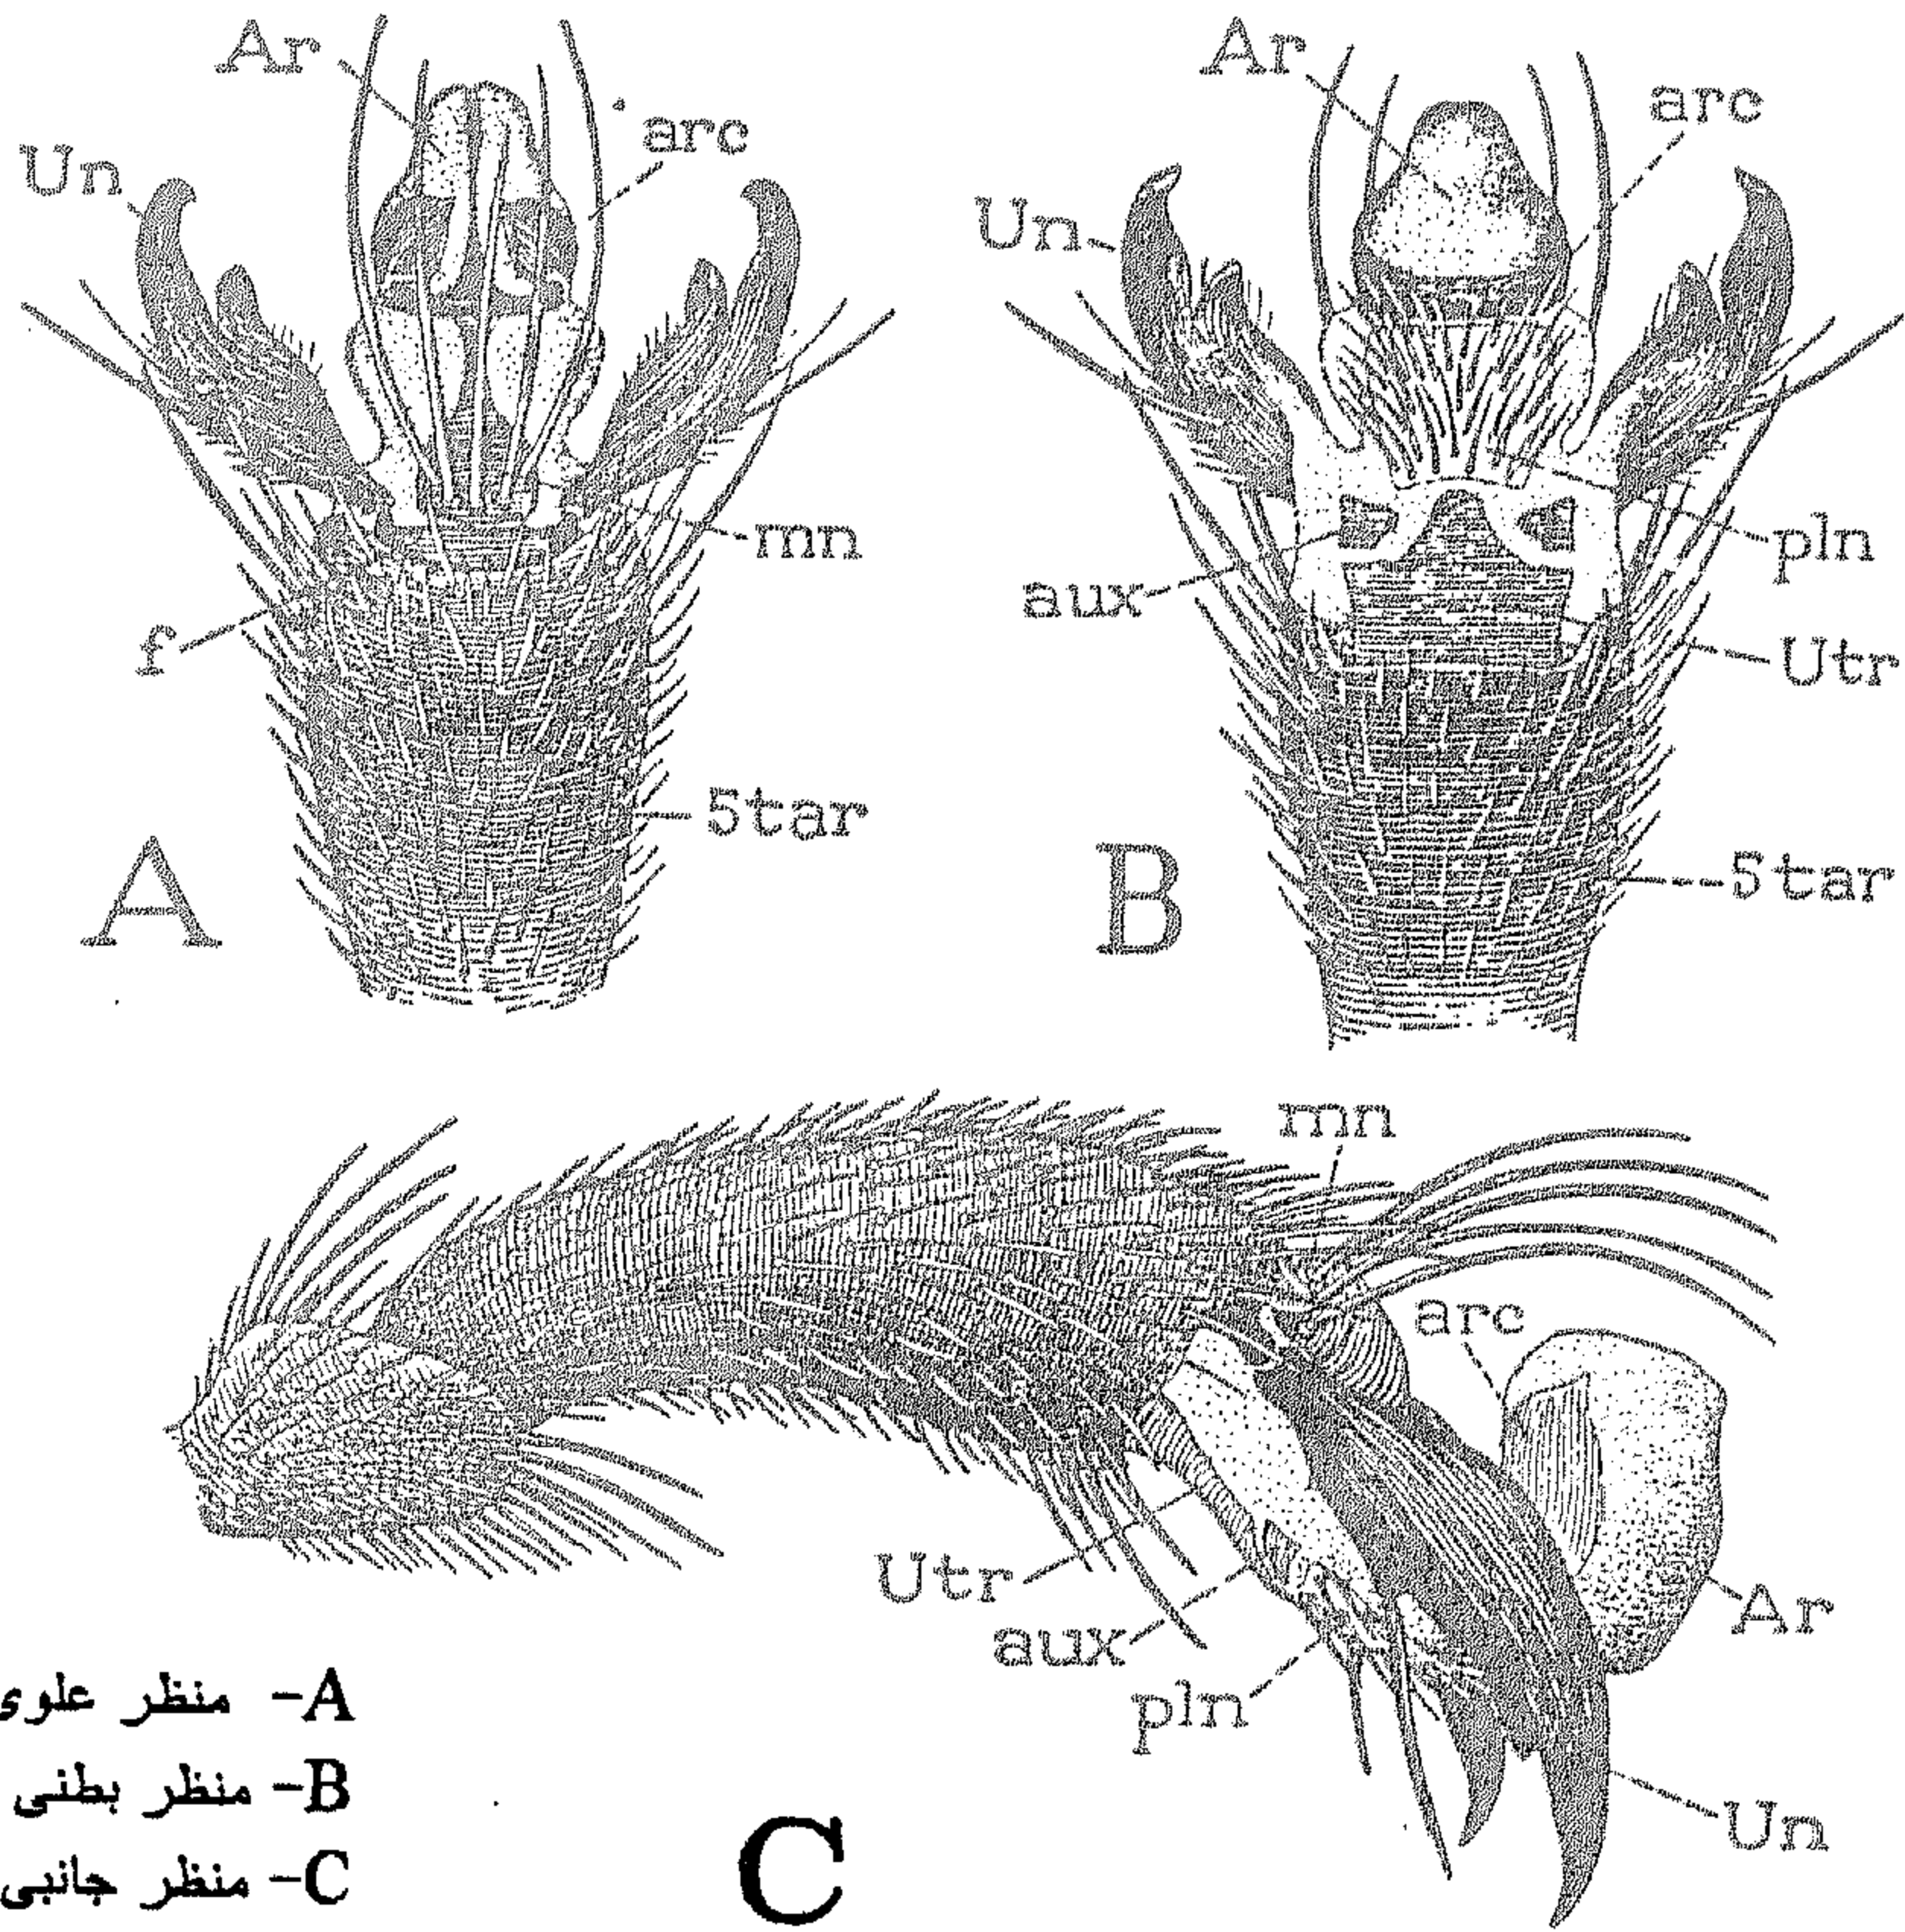 Ar
arc
Un
mn
f
5tar
A
Ar
arc
Un
pln
aux
Utr
5tar
B
mn
arc
Utr
aux
pln
Ar
Un
C
A- منظر علوى
B- منظر بطنى
C- منظر جانبى